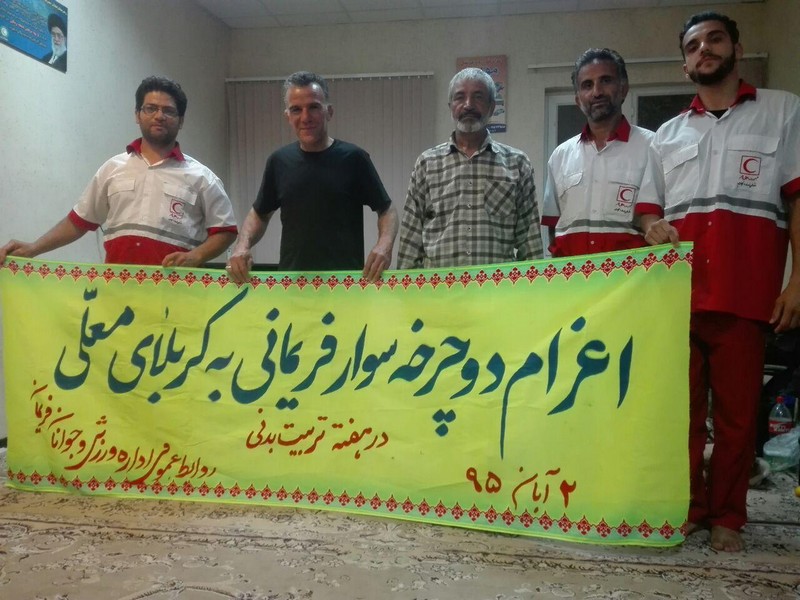 اعزام دوچرخه سوار فریمانی به کربلای معلّی
در هفته تربیت بدنی
روابط عمومی اداره ورزش و جوانان فریمان
۲ آبان ۹۵